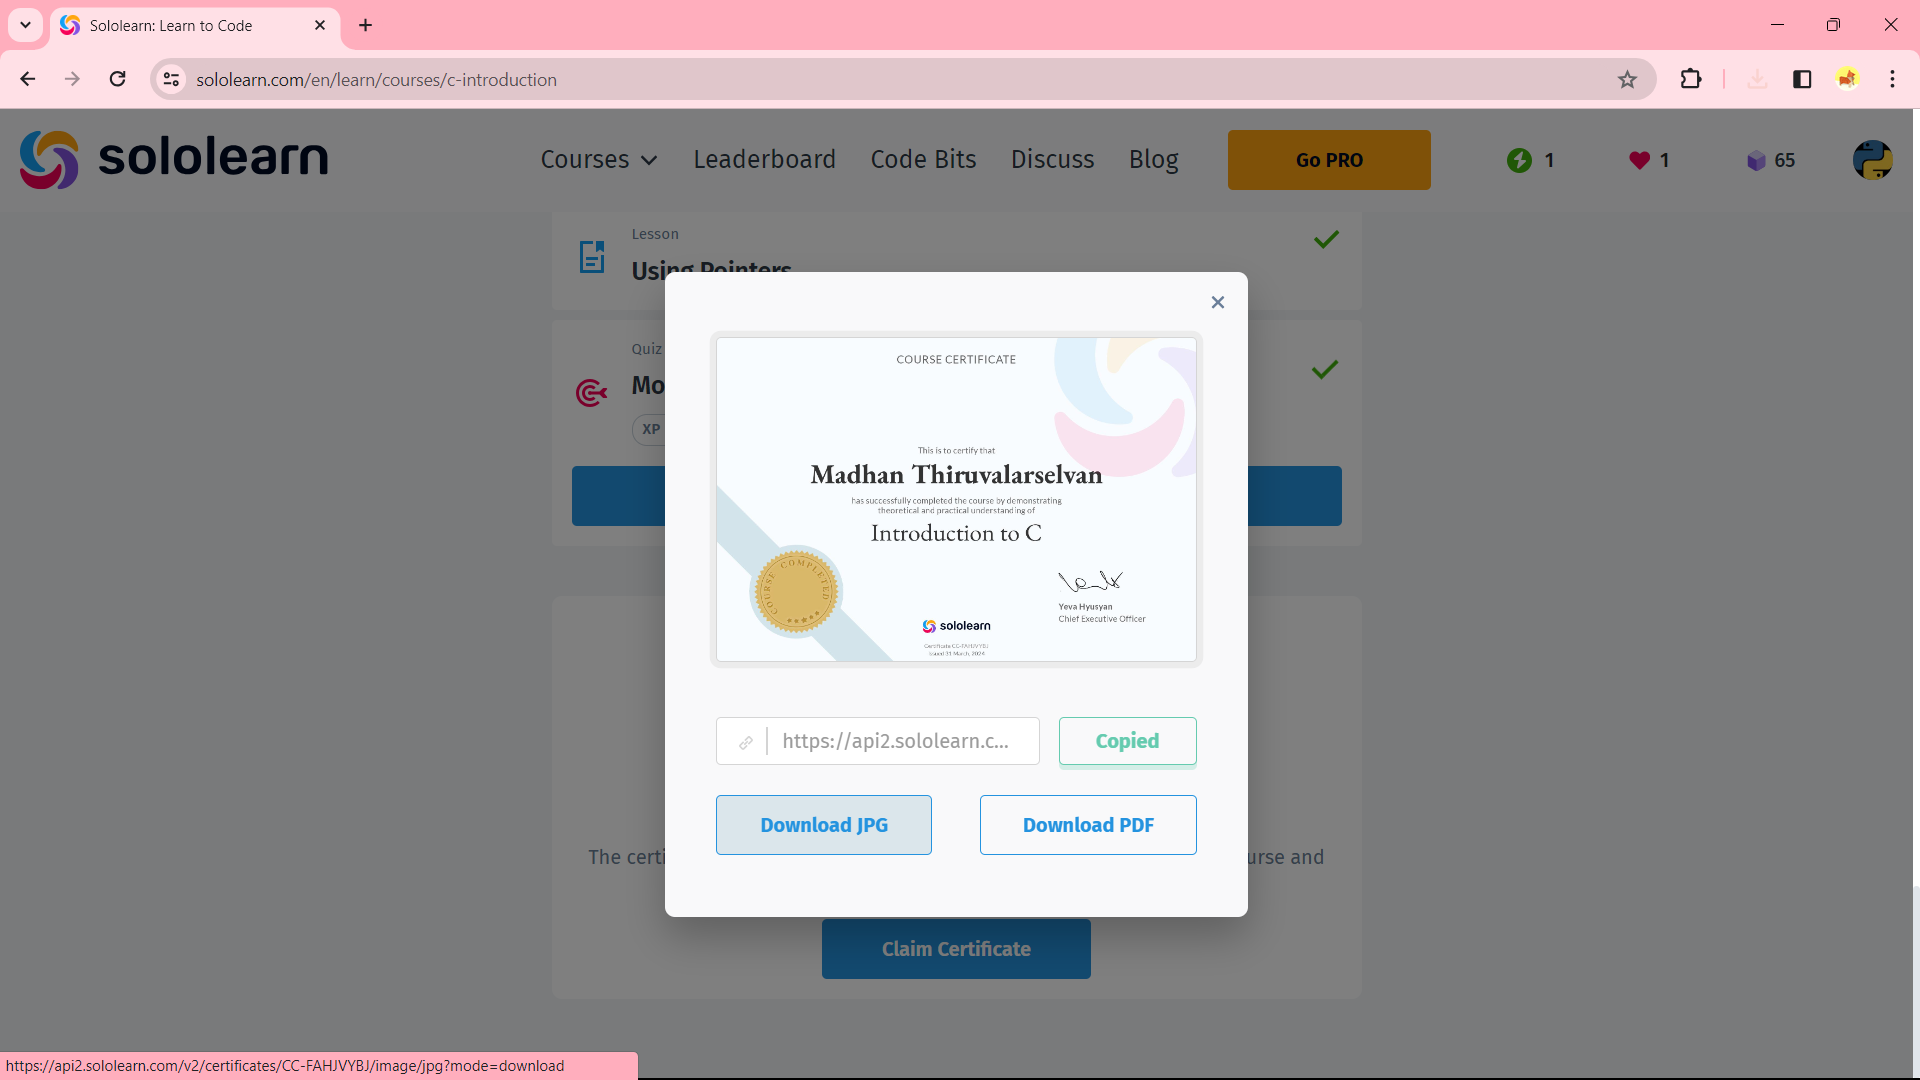 Sololearn: Learn to Code
sololearn.com/en/learn/courses/c-introduction
sololearn
Courses
Leaderboard
Code Bits
Discuss
Blog
Go PRO
1
1
65
Lesson
Using Pointers
Quiz
Mo
XP
COURSE CERTIFICATE
This is to certify that
Madhan Thiruvalarselvan
has successfully completed the course by demonstrating
theoretical and practical understanding of
Introduction to C
COURSE COMPLETED
Yeva Hyusyan
Chief Executive Officer
sololearn
Certificate CC-FAHJVYBJ
Issued 31 March, 2024
https://api2.sololearn.c...
Copied
Download JPG
Download PDF
The certi
urse and
Claim Certificate
https://api2.sololearn.com/v2/certificates/CC-FAHJVYBJ/image/jpg?mode=download